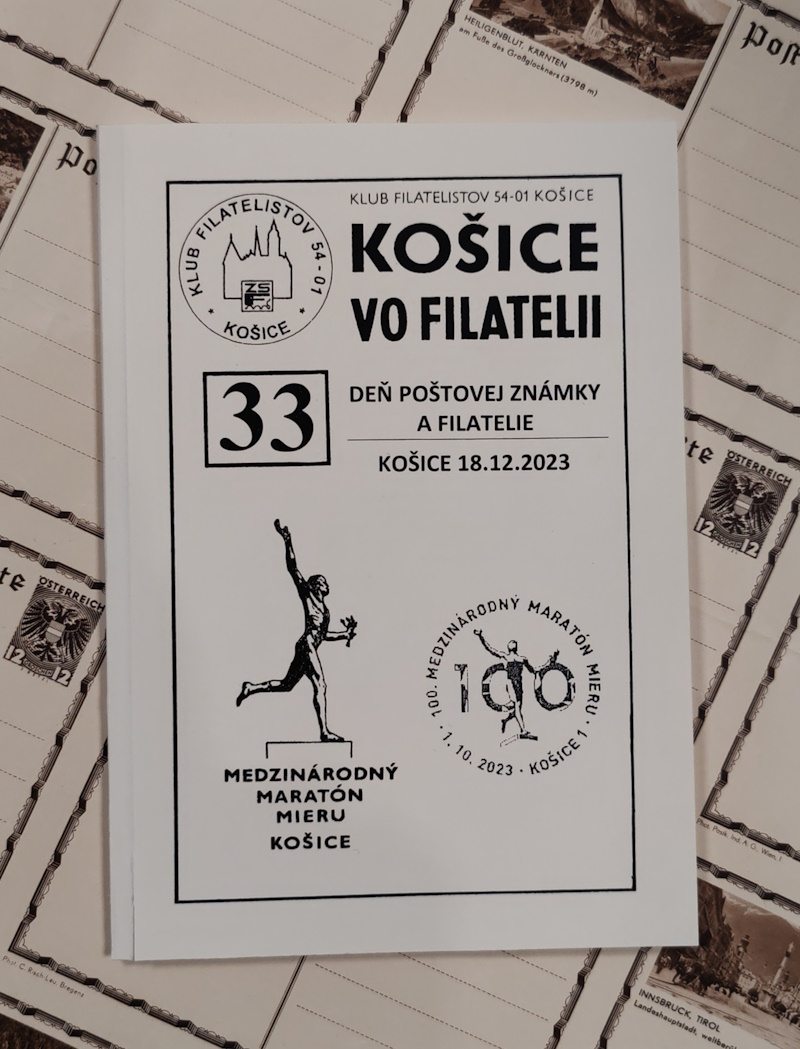 HEILIGENBLUT, KÄRNTEN
am Fuße des Großglockners (3798 m)
KLUB FILATELISTOV 54-01 KOŠICE
KLUB FILATELISTOV 54-01
ZSF
* KOŠICE *
KOŠICE
VO FILATELII
33
DEŇ POŠTOVEJ ZNÁMKY
A FILATELIE
KOŠICE 18.12.2023
ÖSTERREICH
12 12
ÖSTERREICH
12 12
100. MEDZINÁRODNÝ MARATÓN MIERU
100
· 1. 10. 2023 · KOŠICE 1 ·
MEDZINÁRODNÝ
MARATÓN
MIERU
KOŠICE
INNSBRUCK, TIROL